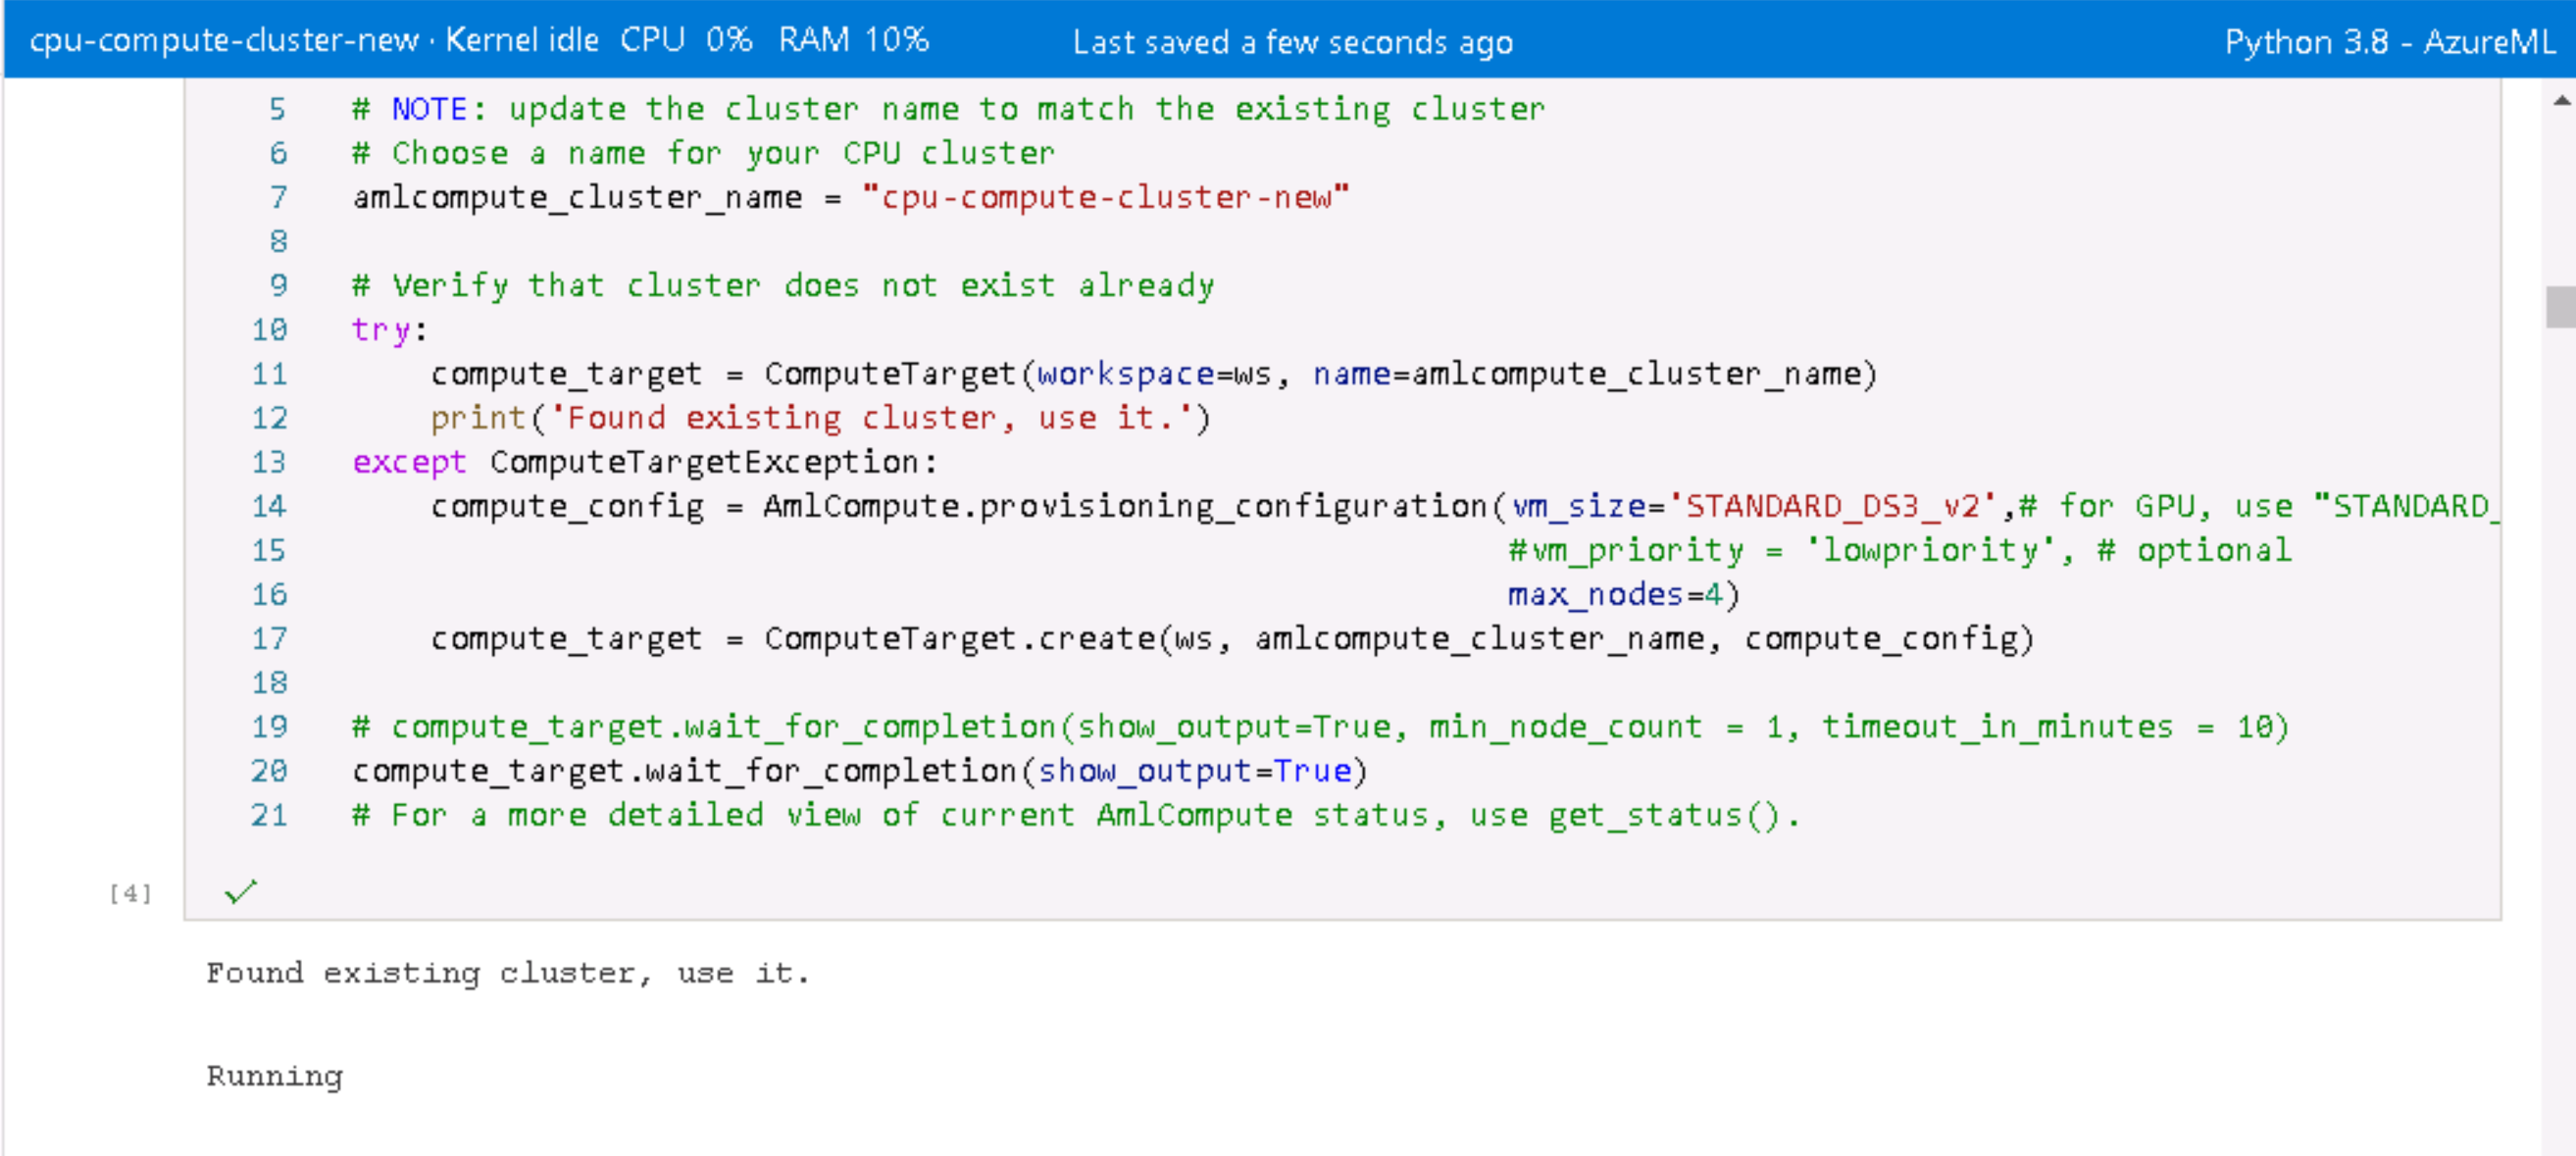 cpu-compute-cluster-new · Kernel idle CPU 0% RAM 10% Last saved a few seconds ago Python 3.8 - AzureML
5 # NOTE: update the cluster name to match the existing cluster
6 # Choose a name for your CPU cluster
7 amlcompute_cluster_name = "cpu-compute-cluster-new"
8
9 # Verify that cluster does not exist already
10 try:
11     compute_target = ComputeTarget(workspace=ws, name=amlcompute_cluster_name)
12     print('Found existing cluster, use it.')
13 except ComputeTargetException:
14     compute_config = AmlCompute.provisioning_configuration(vm_size='STANDARD_DS3_v2',# for GPU, use "STANDARD_
15                                                            #vm_priority = 'lowpriority', # optional
16                                                            max_nodes=4)
17     compute_target = ComputeTarget.create(ws, amlcompute_cluster_name, compute_config)
18
19 # compute_target.wait_for_completion(show_output=True, min_node_count = 1, timeout_in_minutes = 10)
20 compute_target.wait_for_completion(show_output=True)
21 # For a more detailed view of current AmlCompute status, use get_status().
[4] ✓
Found existing cluster, use it.
Running